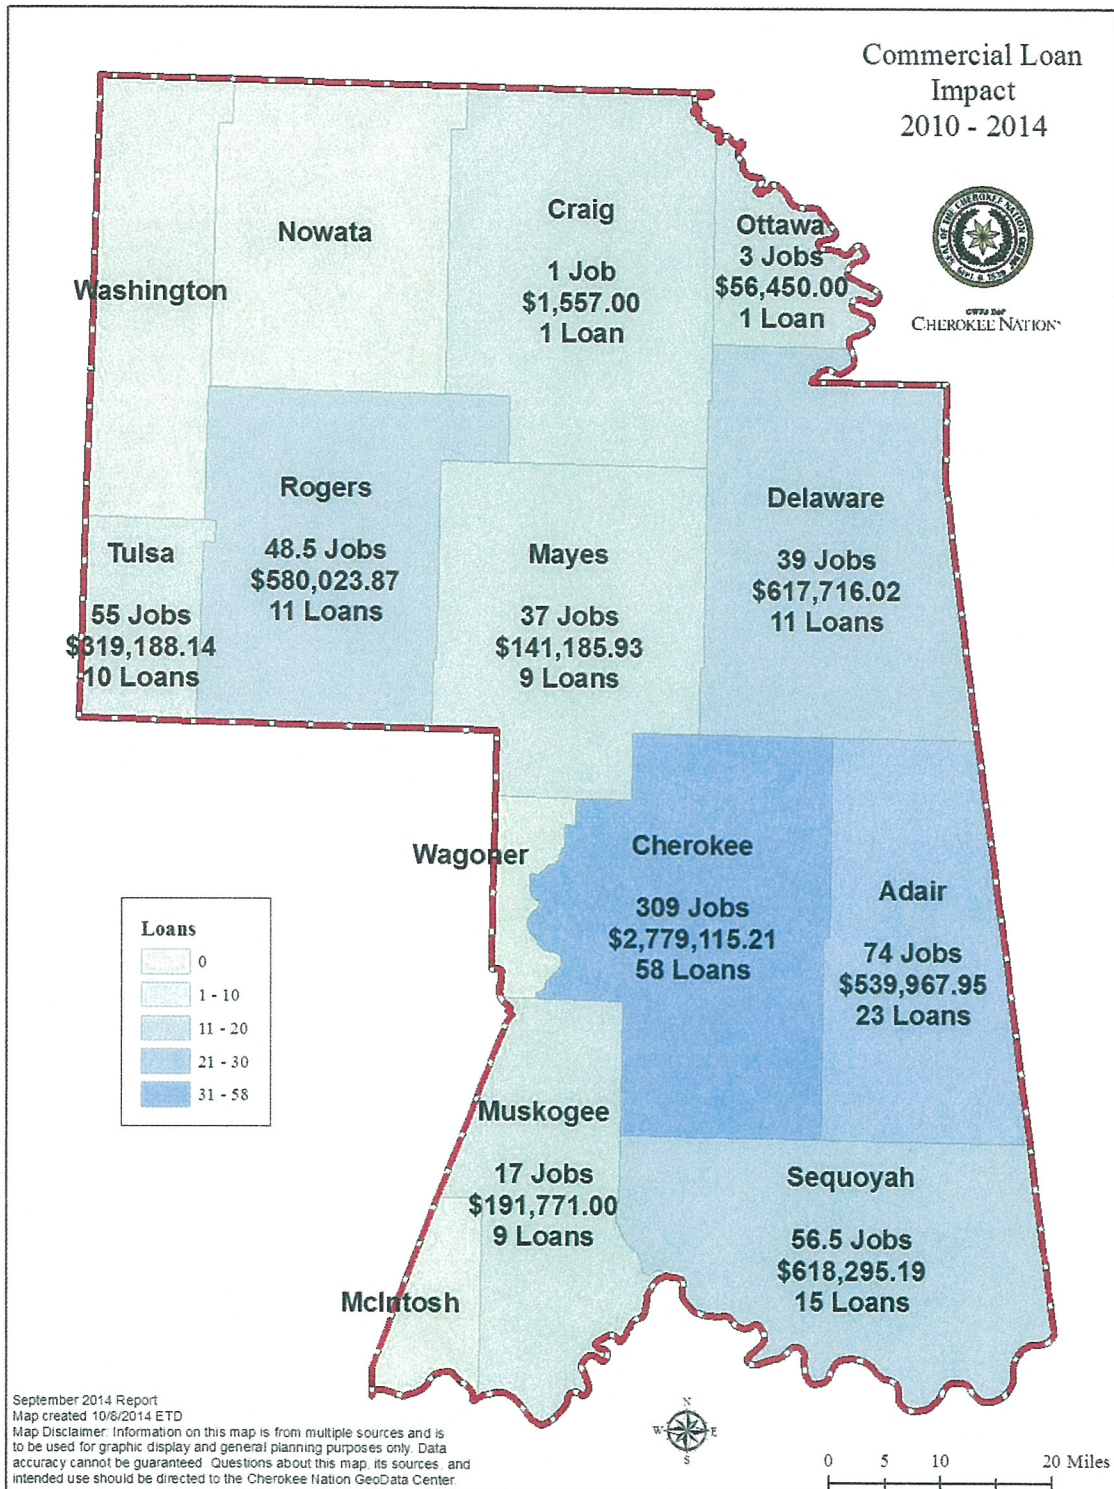 Commercial Loan
Impact
2010 - 2014
SEAL OF THE CHEROKEE NATION
SEPT. 6, 1839
CHEROKEE NATION
Craig
1 Job
$1,557.00
1 Loan
Ottawa
3 Jobs
$56,450.00
1 Loan
Nowata
Washington
Rogers
48.5 Jobs
$580,023.87
11 Loans
Delaware
39 Jobs
$617,716.02
11 Loans
Tulsa
55 Jobs
$319,188.14
10 Loans
Mayes
37 Jobs
$141,185.93
9 Loans
Wagoner
Cherokee
309 Jobs
$2,779,115.21
58 Loans
Adair
74 Jobs
$539,967.95
23 Loans
Loans
0
1 - 10
11 - 20
21 - 30
31 - 58
Muskogee
17 Jobs
$191,771.00
9 Loans
Sequoyah
56.5 Jobs
$618,295.19
15 Loans
McIntosh
September 2014 Report
Map created 10/8/2014 ETD
Map Disclaimer: Information on this map is from multiple sources and is
to be used for graphic display and general planning purposes only. Data
accuracy cannot be guaranteed. Questions about this map, its sources, and
intended use should be directed to the Cherokee Nation GeoData Center.
N
W E
S
0 5 10 20 Miles